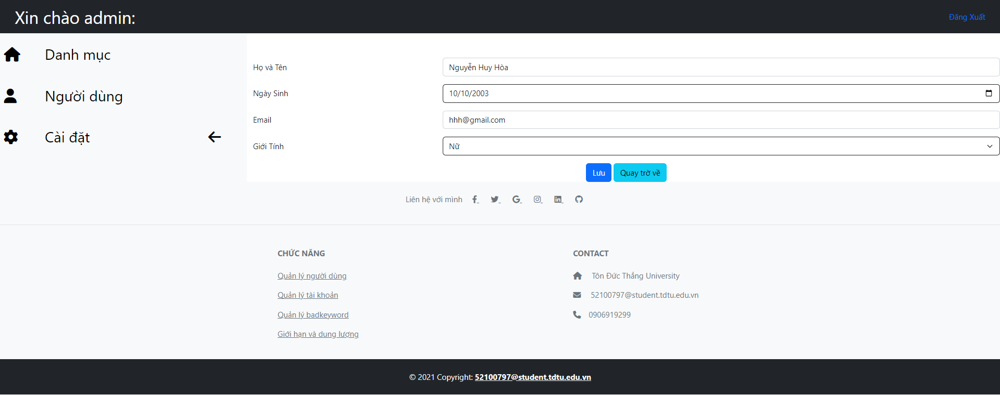 Xin chào admin:
Đăng Xuất
Danh mục
Người dùng
Cài đặt
Họ và Tên
Nguyễn Huy Hòa
Ngày Sinh
10/10/2003
Email
hhh@gmail.com
Giới Tính
Nữ
Lưu
Quay trờ về
Liên hệ với mình
CHỨC NĂNG
Quản lý người dùng
Quản lý tài khoản
Quản lý badkeyword
Giới hạn và dung lượng
CONTACT
Tôn Đức Thắng University
52100797@student.tdtu.edu.vn
0906919299
© 2021 Copyright: 52100797@student.tdtu.edu.vn